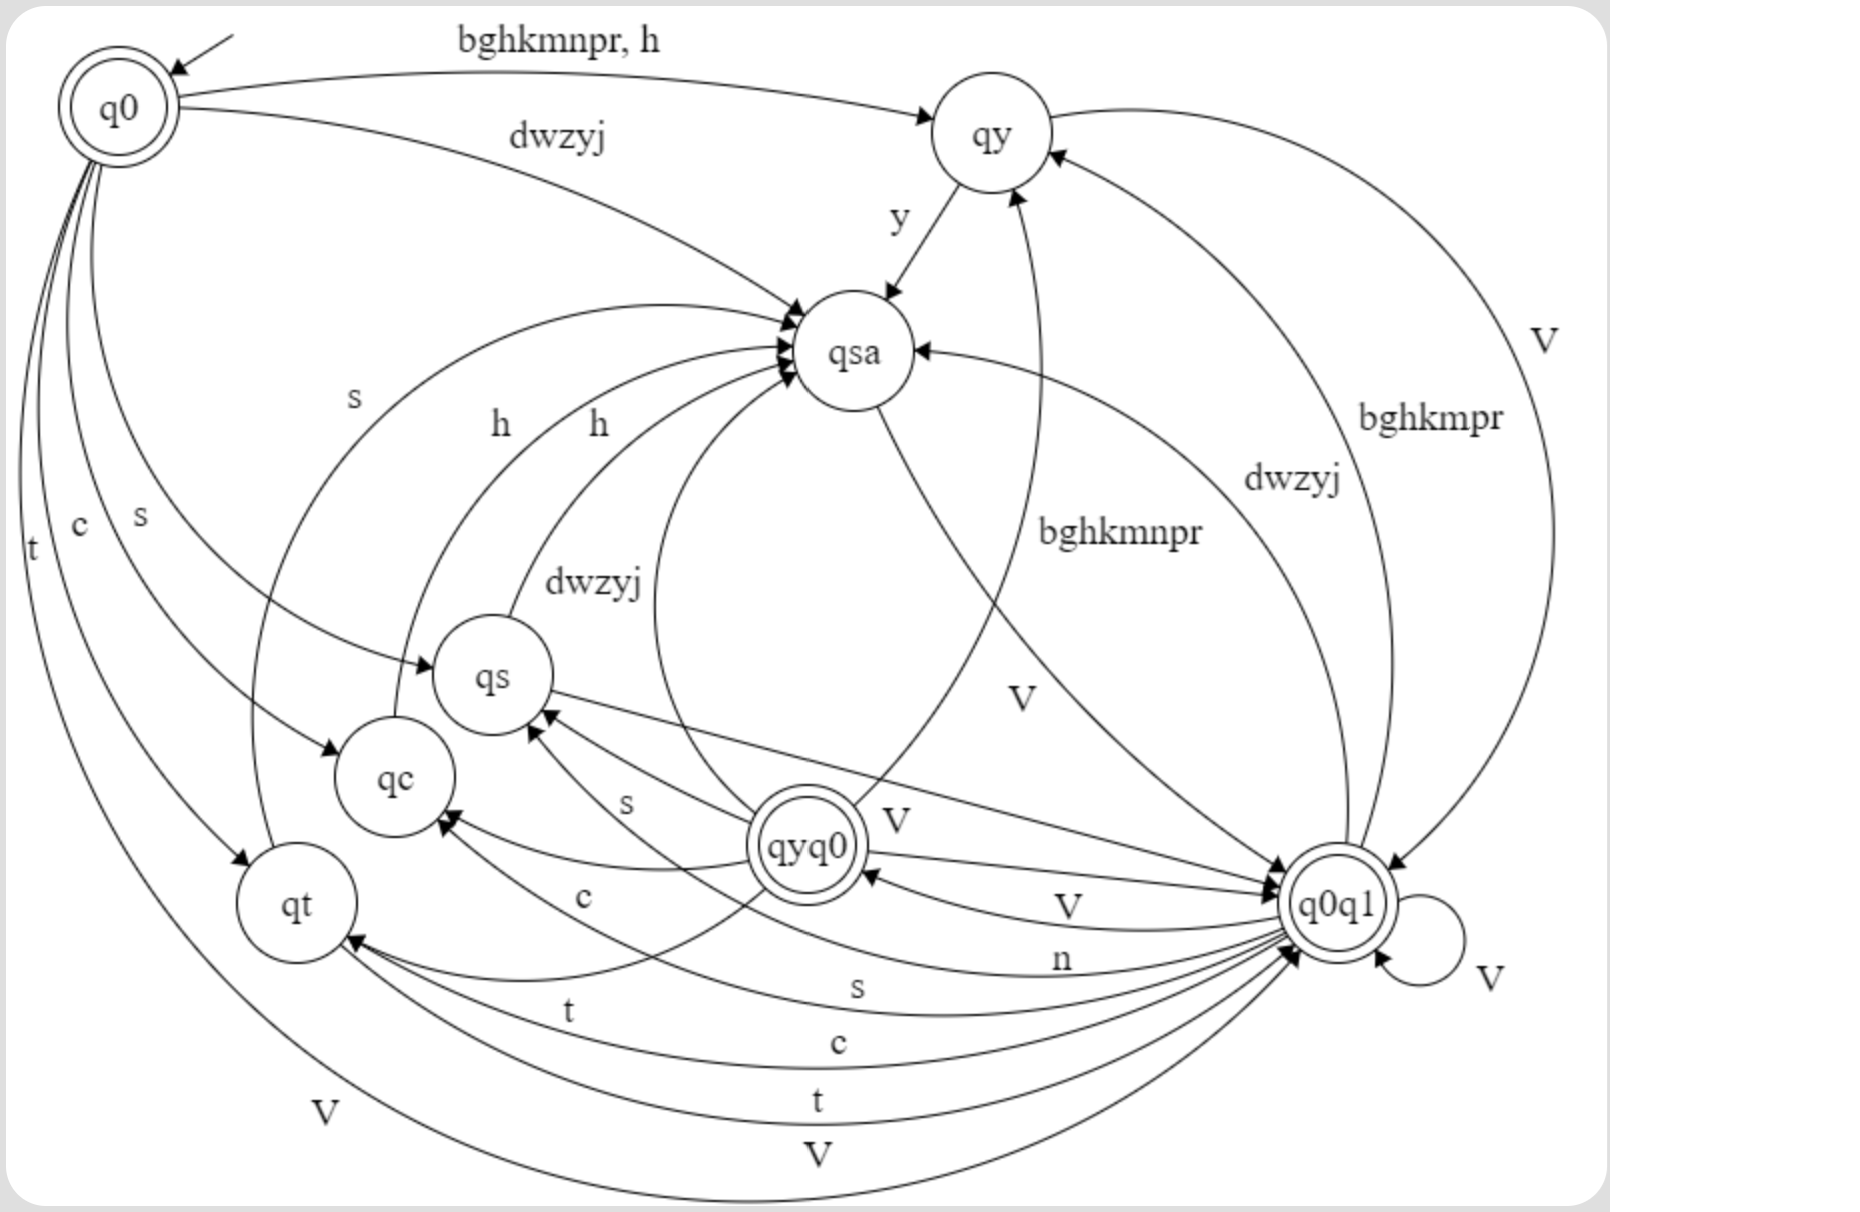 bghkmnpr, h
q0
dwzyj
qy
y
V
qsa
s
h
h
bghkmpr
dwzyj
t
c
s
bghkmnpr
dwzyj
qs
V
qc
s
V
qyq0
qt
c
V
q0q1
n
s
V
t
c
t
V
V